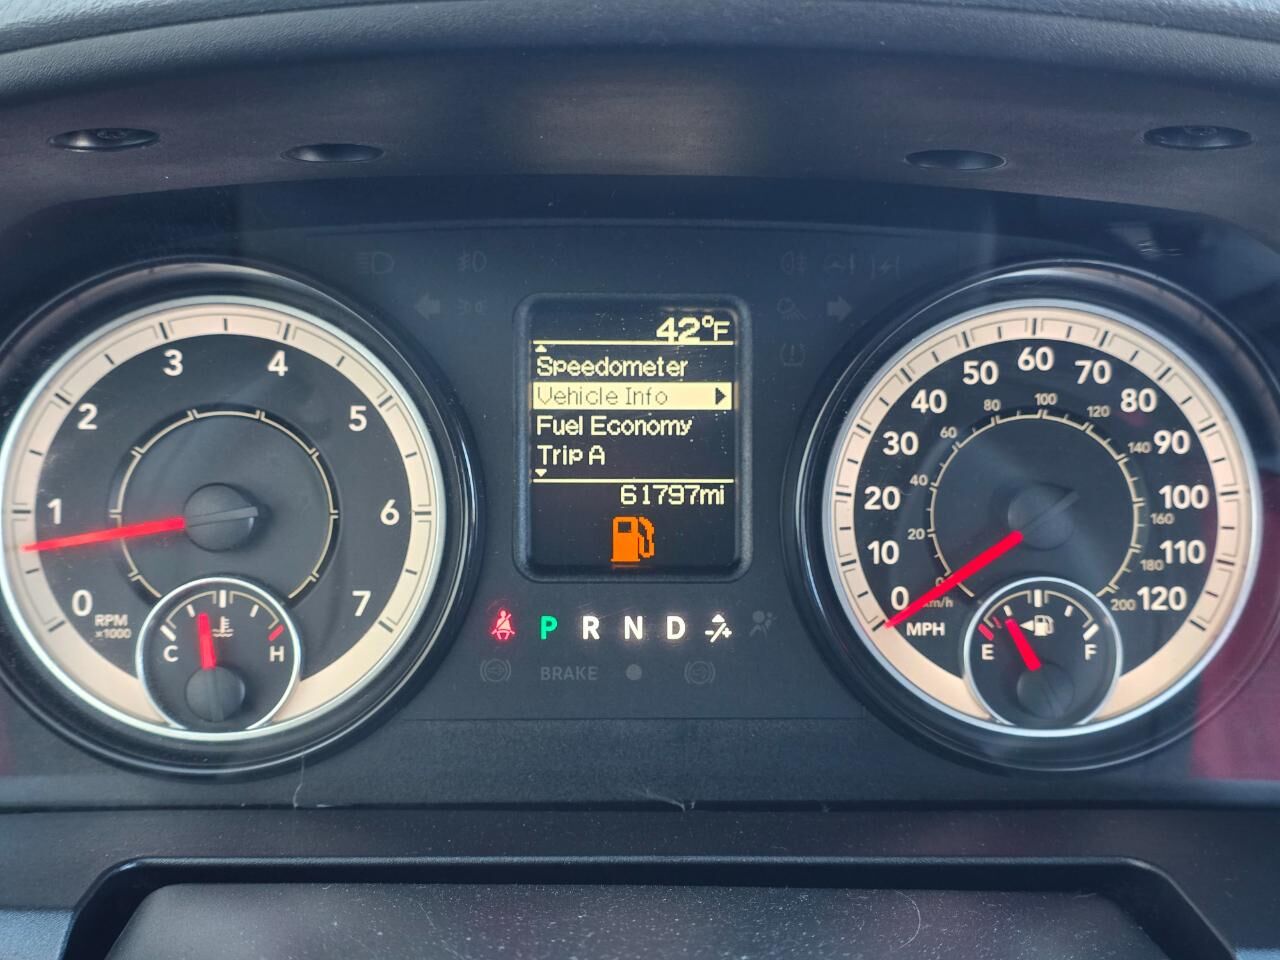 42°F
Speedometer
Vehicle Info
Fuel Economy
Trip A
61797mi
P R N D
BRAKE
0 1 2 3 4 5 6 7
RPM
x1000
C H
0 10 20 30 40 50 60 70 80 90 100 110 120
0 20 40 60 80 100 120 140 160 180 200
km/h
MPH
E F